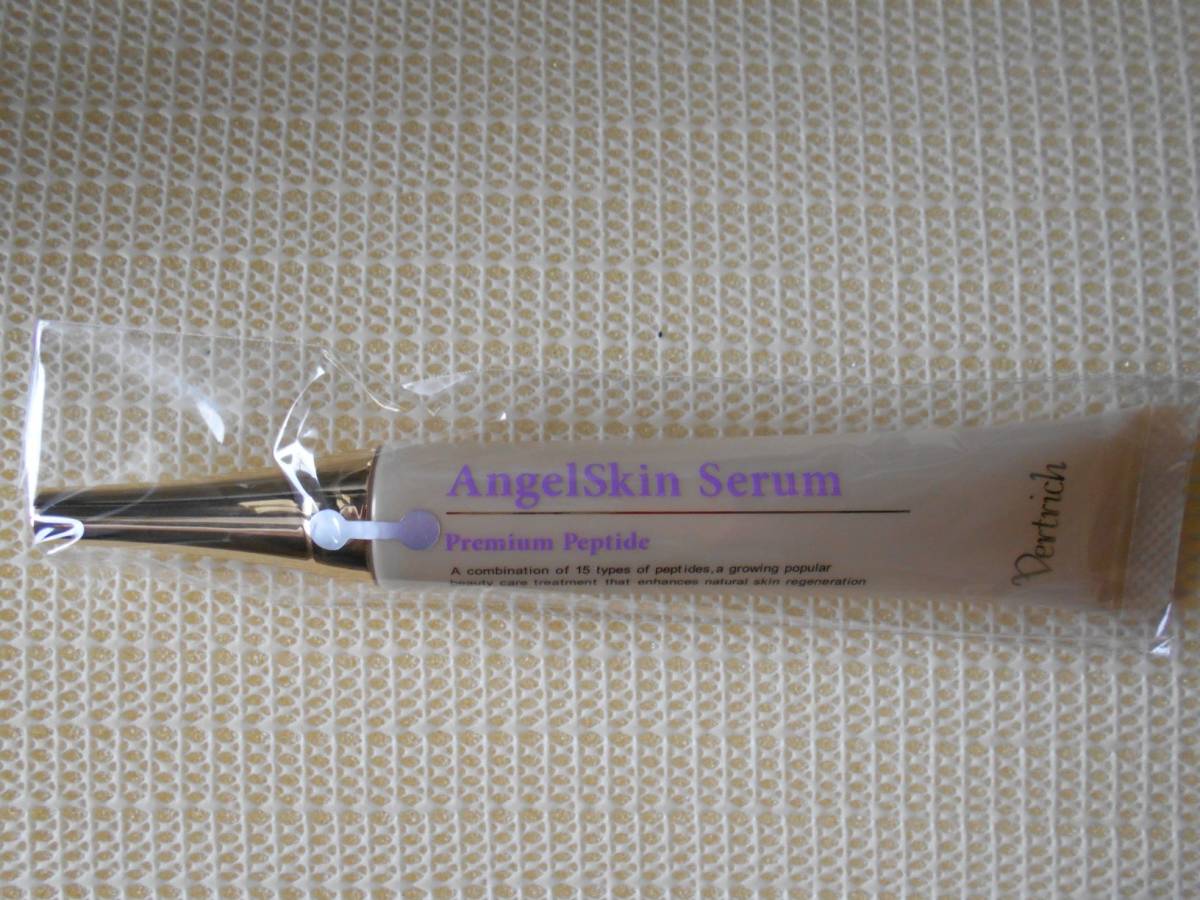 AngelSkin Serum
Premium Peptide
A combination of 15 types of peptides,a growing popular
beauty care treatment that enhances natural skin regeneration
Vertrich